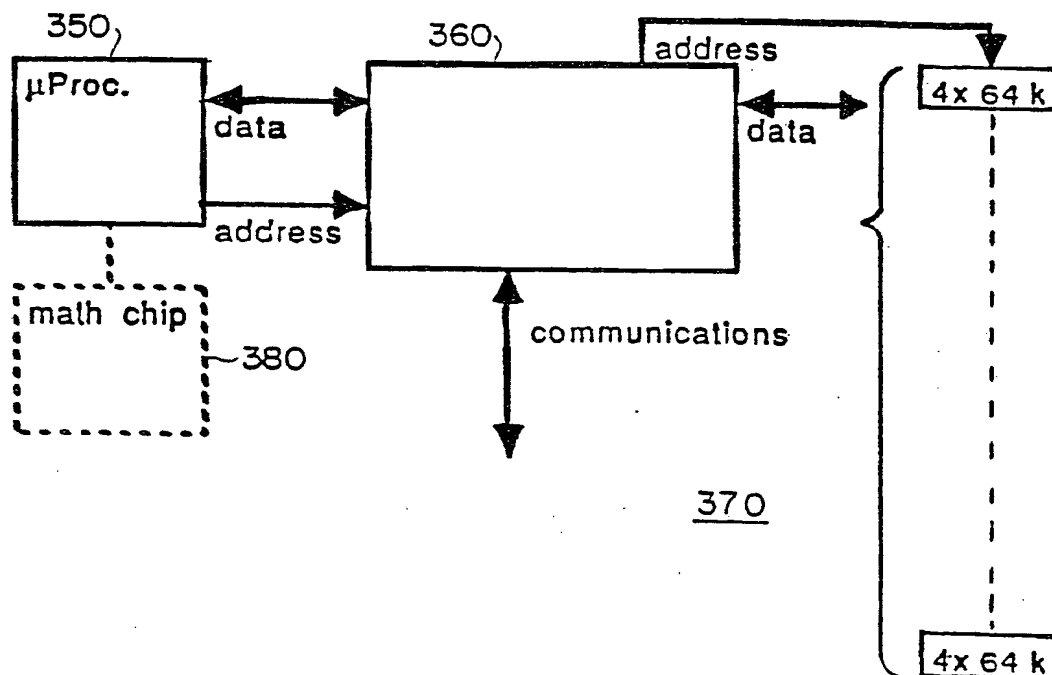 350
360
address
μProc.
4x 64 k
data
data
address
math chip
380
communications
370
4x 64 k